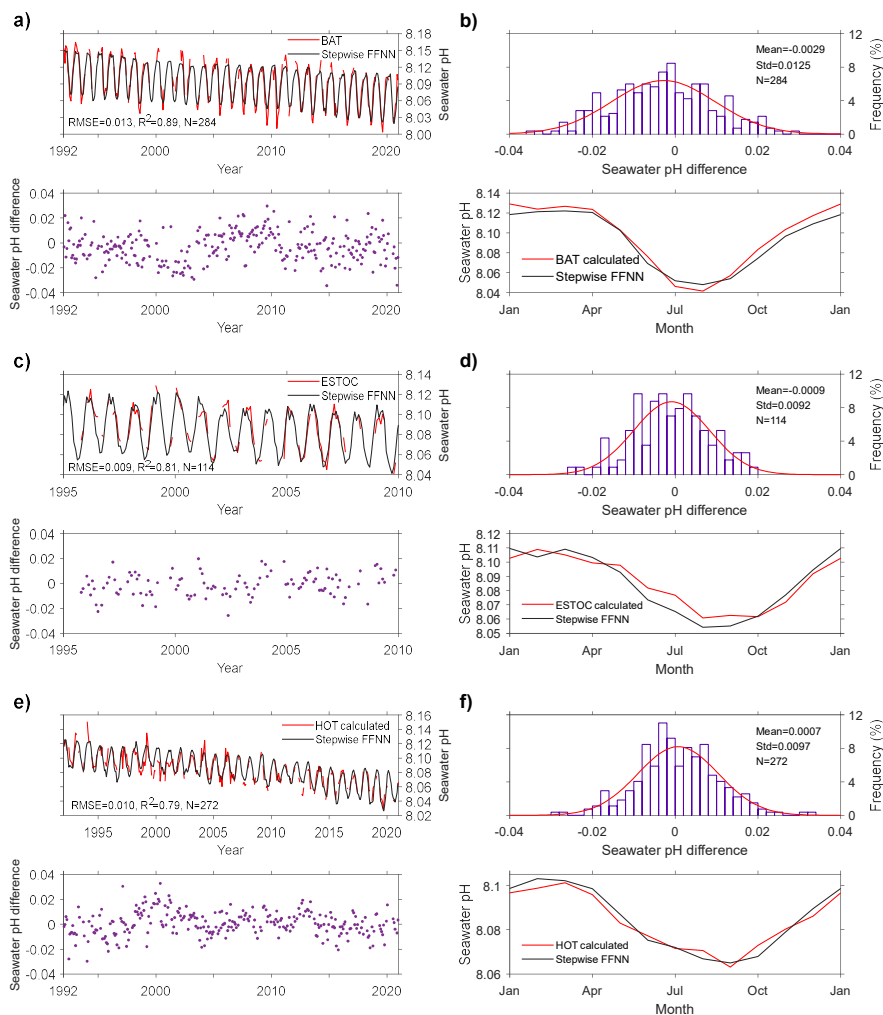 a)
8.18
8.15
8.12
8.09
8.06
8.03
8.00
Seawater pH
BAT
Stepwise FFNN
RMSE=0.013, R2=0.89, N=284
1992 2000 2010 2020
Year
0.04
0.02
0
-0.02
-0.04
Seawater pH difference
1992 2000 2010 2020
Year
b)
12
8
4
0
Frequency (%)
Mean=-0.0029
Std=0.0125
N=284
-0.04 -0.02 0 0.02 0.04
Seawater pH difference
8.14
8.12
8.10
8.08
8.06
8.04
Seawater pH
BAT calculated
Stepwise FFNN
Jan Apr Jul Oct Jan
Month
c)
8.14
8.12
8.10
8.08
8.06
8.04
Seawater pH
ESTOC
Stepwise FFNN
RMSE=0.009, R2=0.81, N=114
1995 2000 2005 2010
Year
0.04
0.02
0
-0.02
-0.04
Seawater pH difference
1995 2000 2005 2010
Year
d)
12
8
4
0
Frequency (%)
Mean=-0.0009
Std=0.0092
N=114
-0.04 -0.02 0 0.02 0.04
Seawater pH difference
8.11
8.10
8.09
8.08
8.07
8.06
8.05
Seawater pH
ESTOC calculated
Stepwise FFNN
Jan Apr Jul Oct Jan
Month
e)
8.16
8.14
8.12
8.10
8.08
8.06
8.04
8.02
Seawater pH
HOT calculated
Stepwise FFNN
RMSE=0.010, R2=0.79, N=272
1995 2000 2005 2010 2015 2020
Year
0.04
0.02
0
-0.02
-0.04
Seawater pH difference
1992 2000 2010 2020
Year
f)
12
8
4
0
Frequency (%)
Mean=0.0007
Std=0.0097
N=272
-0.04 -0.02 0 0.02 0.04
Seawater pH difference
8.1
8.08
8.06
Seawater pH
HOT calculated
Stepwise FFNN
Jan Apr Jul Oct Jan
Month